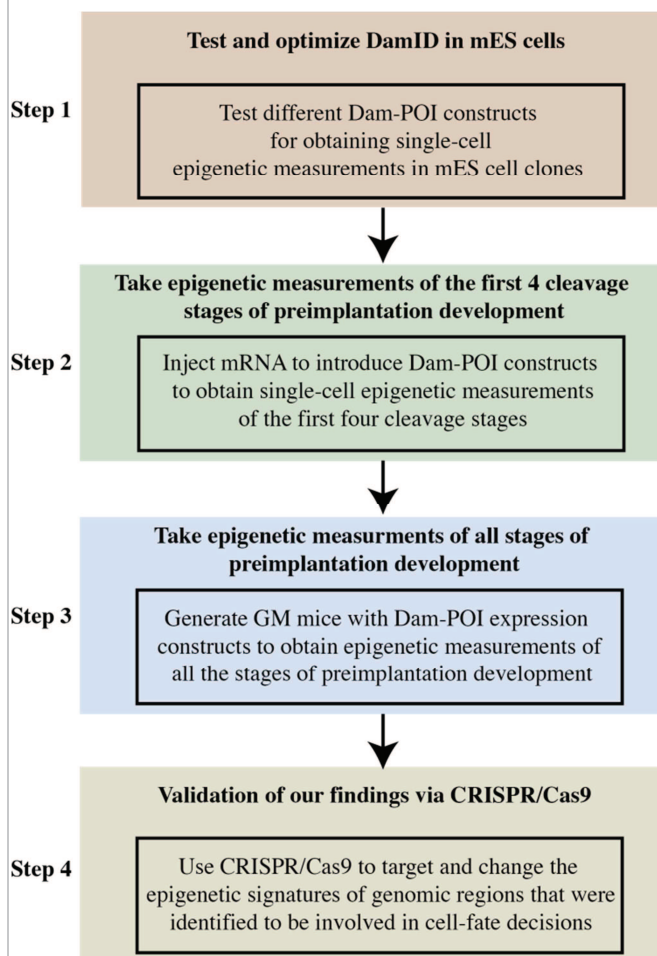 Test and optimize DamID in mES cells
Step 1
Test different Dam-POI constructs
for obtaining single-cell
epigenetic measurements in mES cell clones
Take epigenetic measurements of the first 4 cleavage
stages of preimplantation development
Step 2
Inject mRNA to introduce Dam-POI constructs
to obtain single-cell epigenetic measurements
of the first four cleavage stages
Take epigenetic measurments of all stages of
preimplantation development
Step 3
Generate GM mice with Dam-POI expression
constructs to obtain epigenetic measurements of
all the stages of preimplantation development
Validation of our findings via CRISPR/Cas9
Step 4
Use CRISPR/Cas9 to target and change the
epigenetic signatures of genomic regions that were
identified to be involved in cell-fate decisions